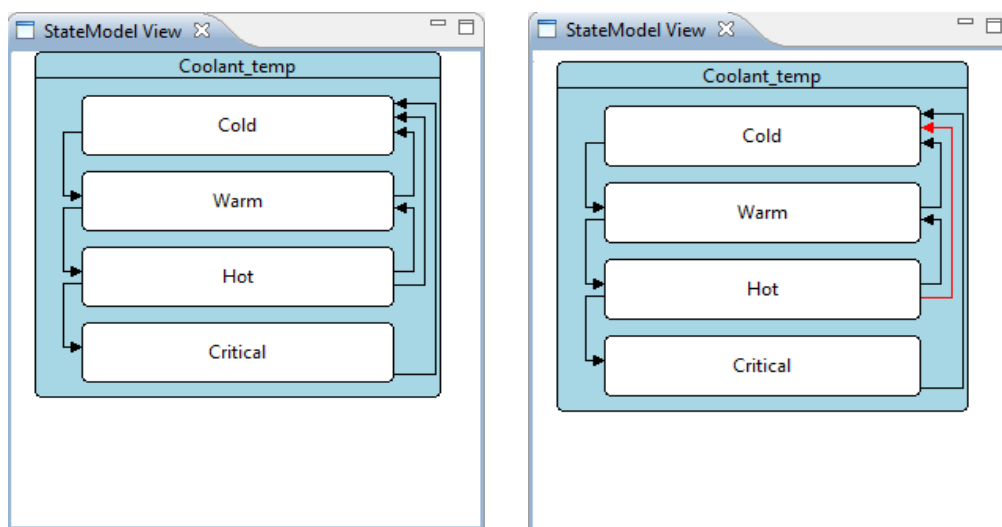 StateModel View
Coolant_temp
Cold
Warm
Hot
Critical
StateModel View
Coolant_temp
Cold
Warm
Hot
Critical